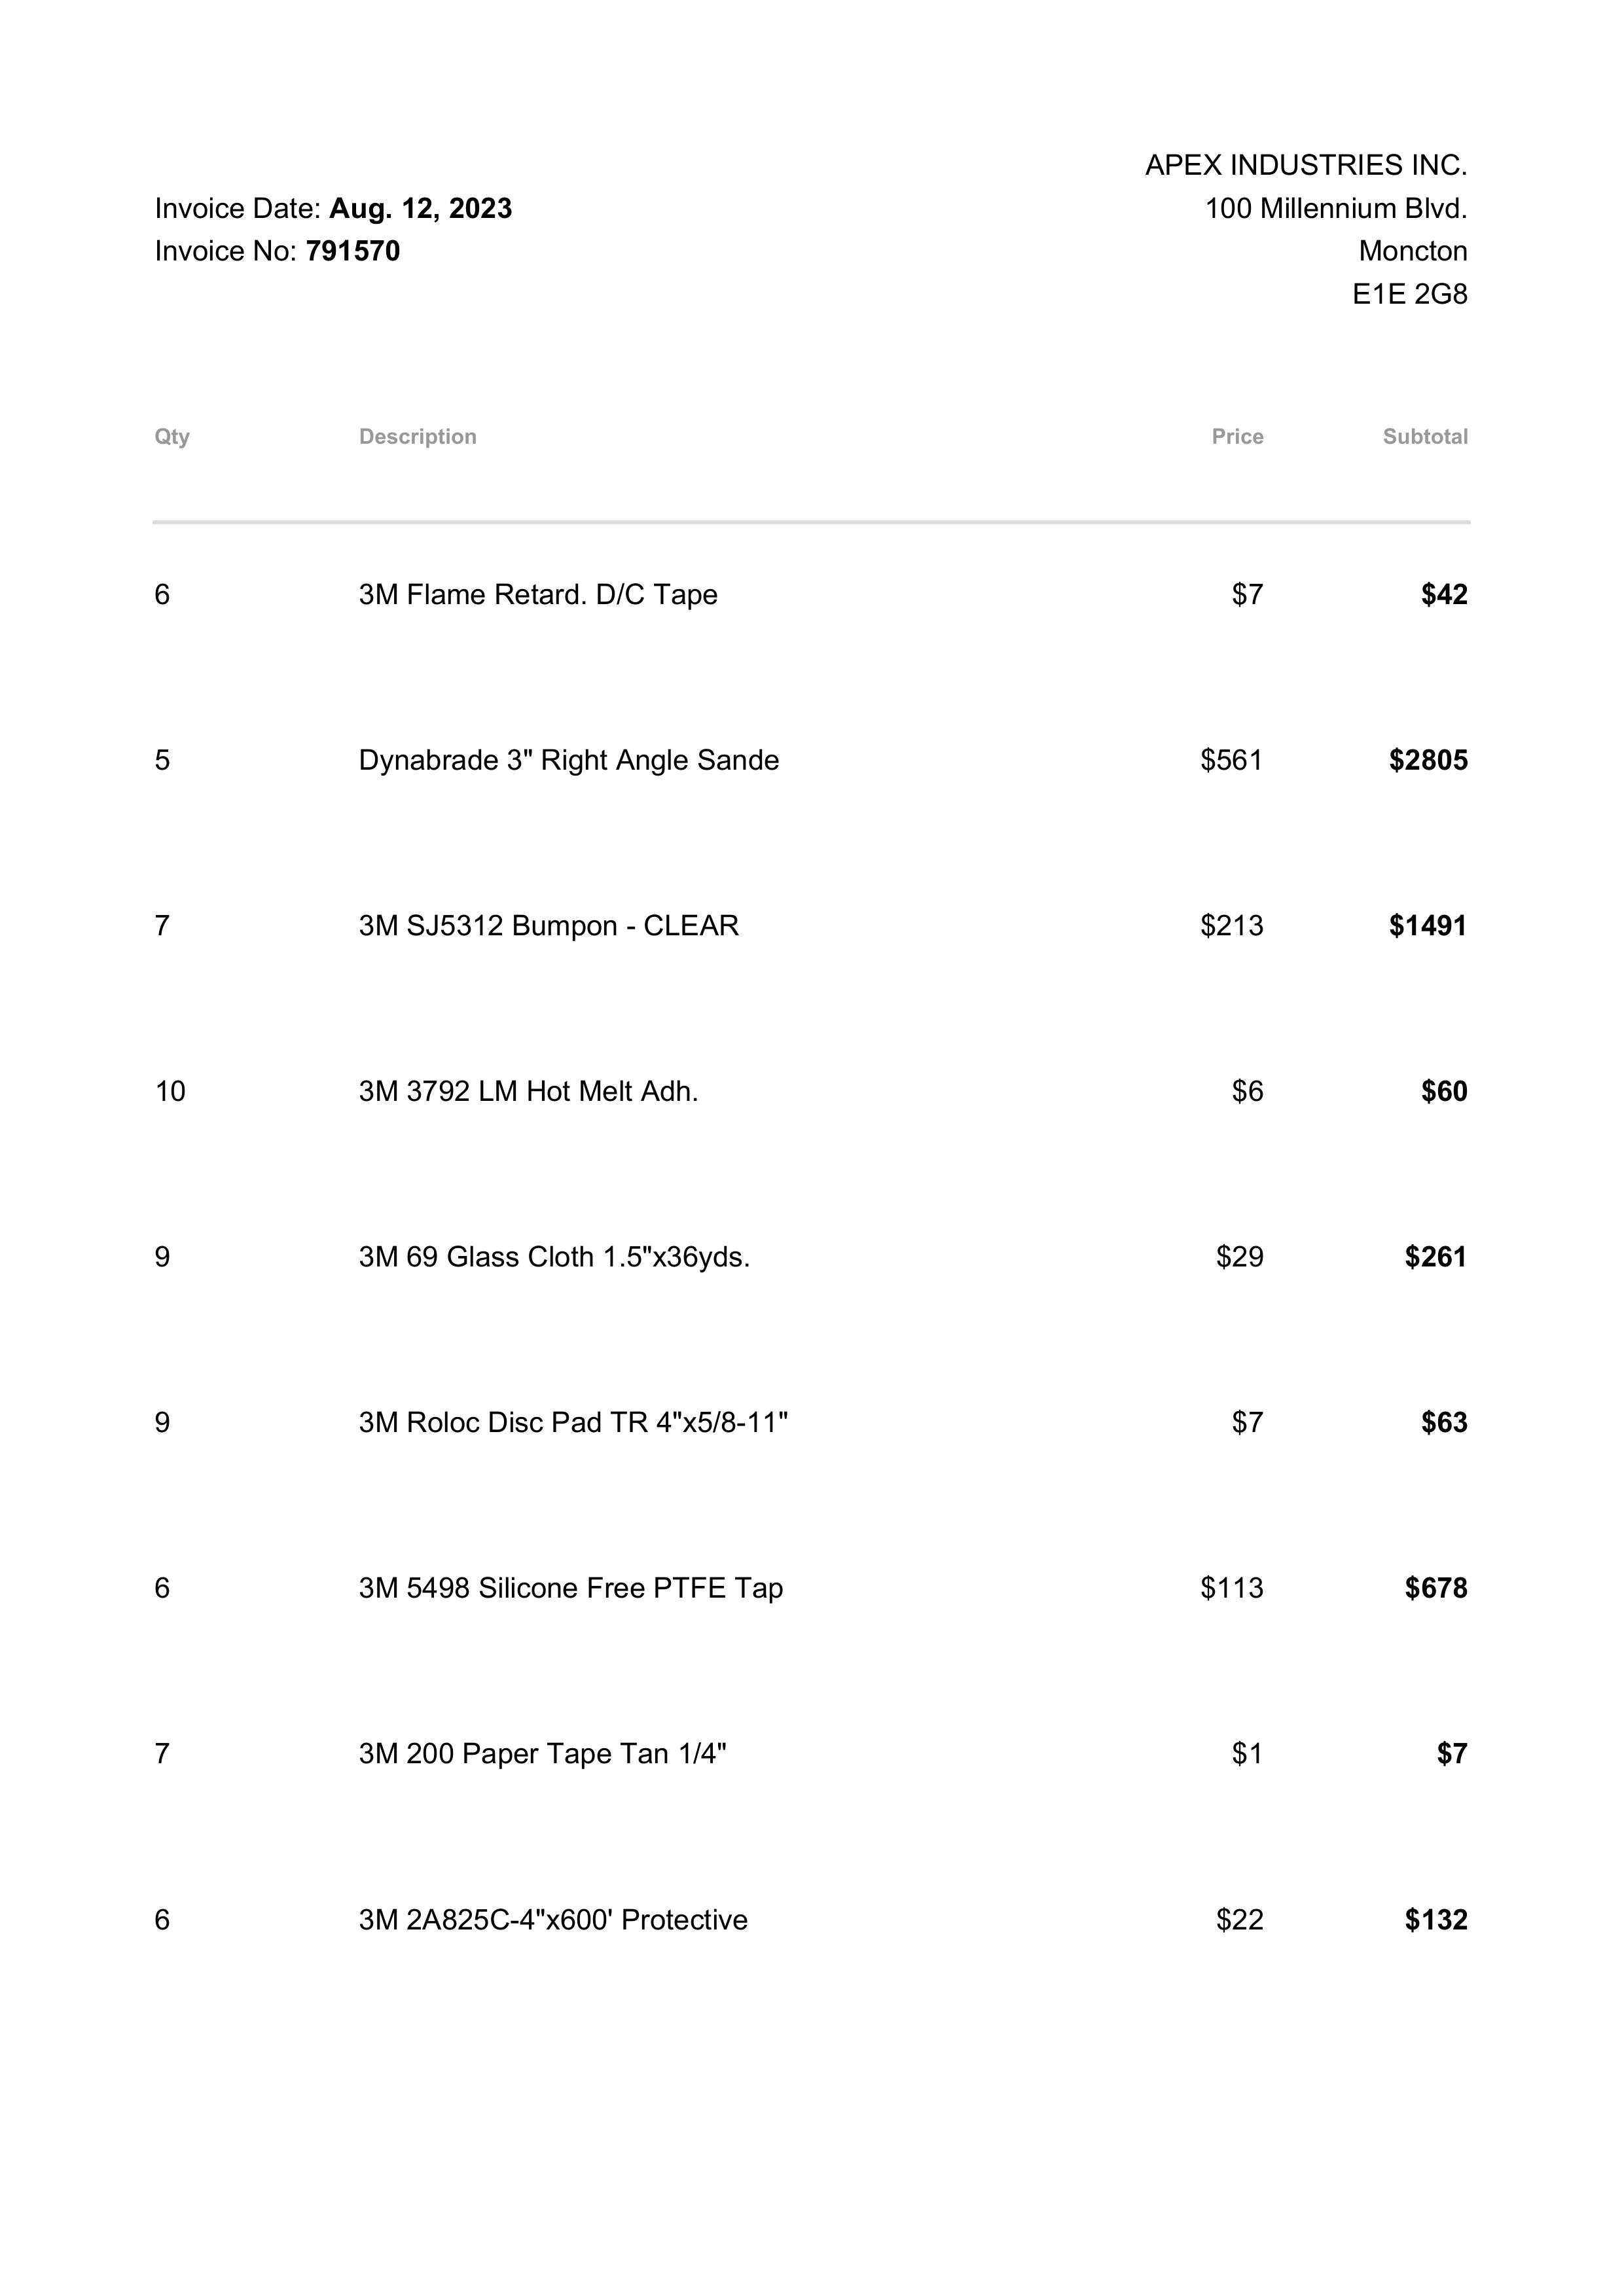 APEX INDUSTRIES INC.
Invoice Date: Aug. 12, 2023 100 Millennium Blvd.
Invoice No: 791570 Moncton
E1E 2G8
Qty Description Price Subtotal
6 3M Flame Retard. D/C Tape $7 $42
5 Dynabrade 3" Right Angle Sande $561 $2805
7 3M SJ5312 Bumpon - CLEAR $213 $1491
10 3M 3792 LM Hot Melt Adh. $6 $60
9 3M 69 Glass Cloth 1.5"x36yds. $29 $261
9 3M Roloc Disc Pad TR 4"x5/8-11" $7 $63
6 3M 5498 Silicone Free PTFE Tap $113 $678
7 3M 200 Paper Tape Tan 1/4" $1 $7
6 3M 2A825C-4"x600' Protective $22 $132